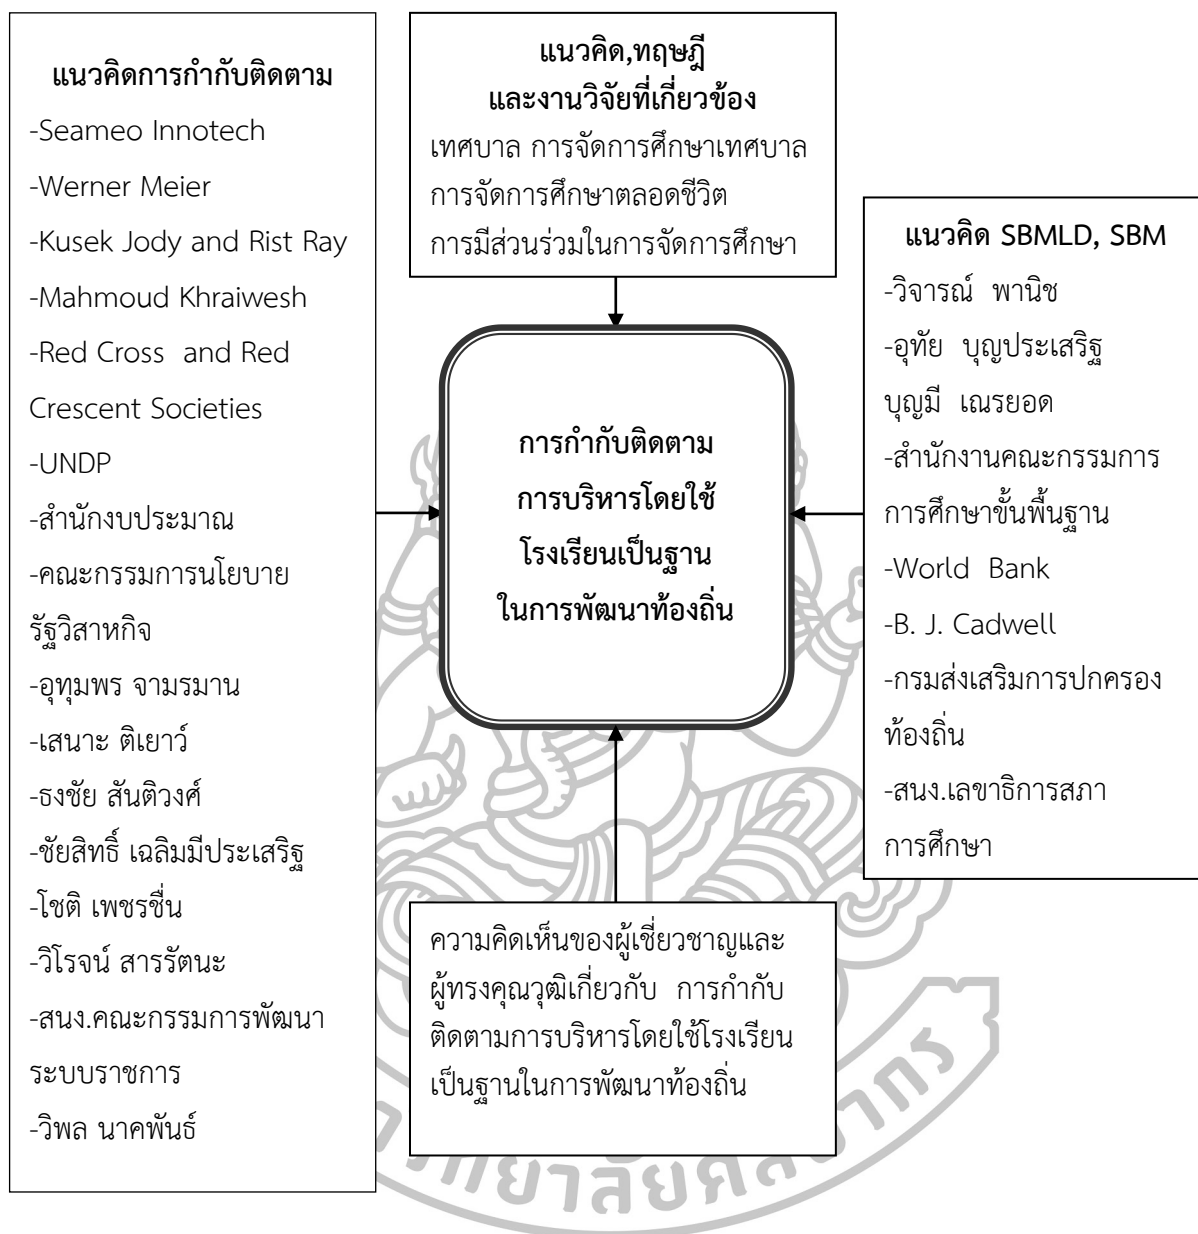 แนวคิดการกำกับติดตาม
-Seameo Innotech
-Werner Meier
-Kusek Jody and Rist Ray
-Mahmoud Khraiwesh
-Red Cross  and Red
Crescent Societies
-UNDP
-สำนักงบประมาณ
-คณะกรรมการนโยบาย
รัฐวิสาหกิจ
-อุทุมพร จามรมาน
-เสนาะ ติเยาว์
-ธงชัย สันติวงศ์
-ชัยสิทธิ์ เฉลิมมีประเสริฐ
-โชติ เพชรชื่น
-วิโรจน์ สารรัตนะ
-สนง.คณะกรรมการพัฒนา
ระบบราชการ
-วิพล นาคพันธ์
แนวคิด,ทฤษฎี
และงานวิจัยที่เกี่ยวข้อง
เทศบาล การจัดการศึกษาเทศบาล
การจัดการศึกษาตลอดชีวิต
การมีส่วนร่วมในการจัดการศึกษา
การกำกับติดตาม
การบริหารโดยใช้
โรงเรียนเป็นฐาน
ในการพัฒนาท้องถิ่น
ความคิดเห็นของผู้เชี่ยวชาญและ
ผู้ทรงคุณวุฒิเกี่ยวกับ  การกำกับ
ติดตามการบริหารโดยใช้โรงเรียน
เป็นฐานในการพัฒนาท้องถิ่น
แนวคิด SBMLD, SBM
-วิจารณ์  พานิช
-อุทัย  บุญประเสริฐ
บุญมี  เณรยอด
-สำนักงานคณะกรรมการ
การศึกษาขั้นพื้นฐาน
-World  Bank
-B. J. Cadwell
-กรมส่งเสริมการปกครอง
ท้องถิ่น
-สนง.เลขาธิการสภา
การศึกษา